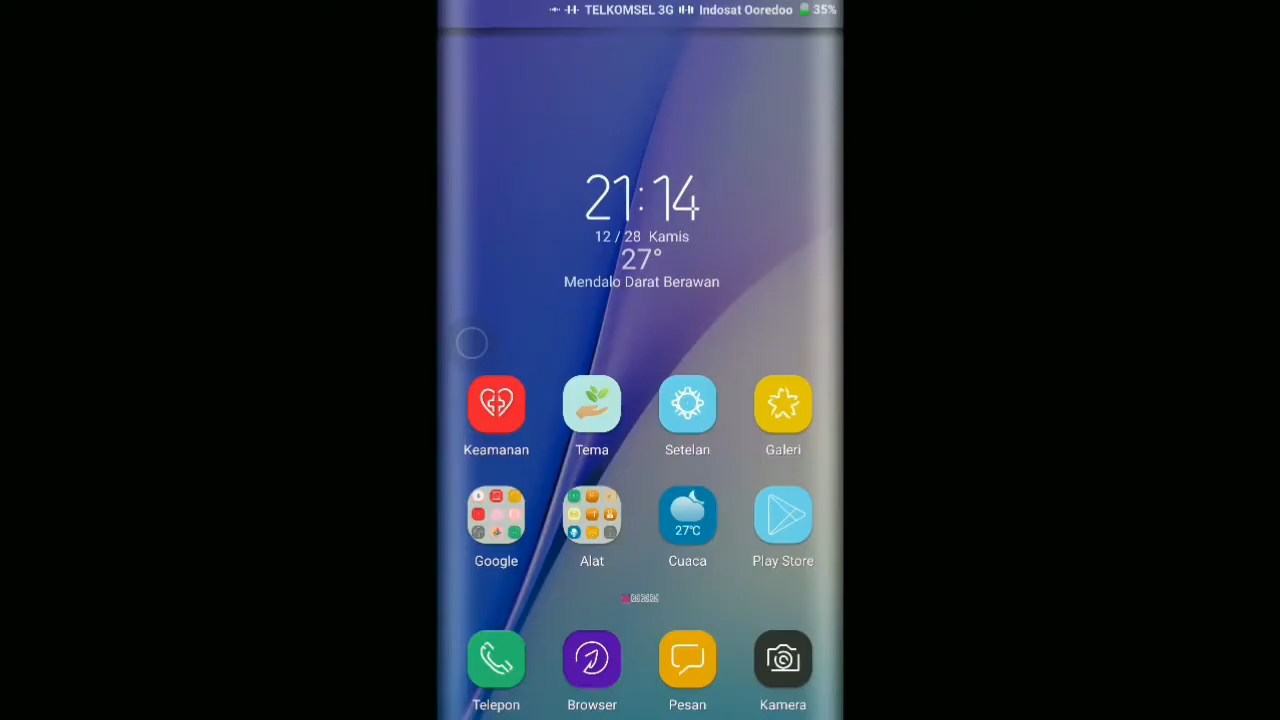 TELKOMSEL 3G Indosat Ooredoo 35%
21:14
12 / 28 Kamis
27°
Mendalo Darat Berawan
Keamanan Tema Setelan Galeri
27℃
Google Alat Cuaca Play Store
Telepon Browser Pesan Kamera